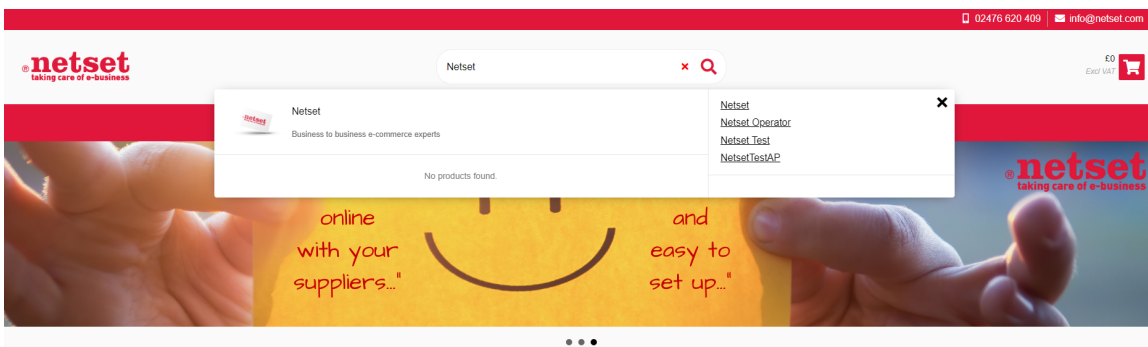 02476 620 409
info@netset.com
®netset
taking care of e-business
Netset
£0
Excl VAT
netset
Netset
Business to business e-commerce experts
No products found.
Netset
Netset Operator
Netset Test
NetsetTestAP
®netset
taking care of e-business
online
with your
suppliers..."
and
easy to
set up..."